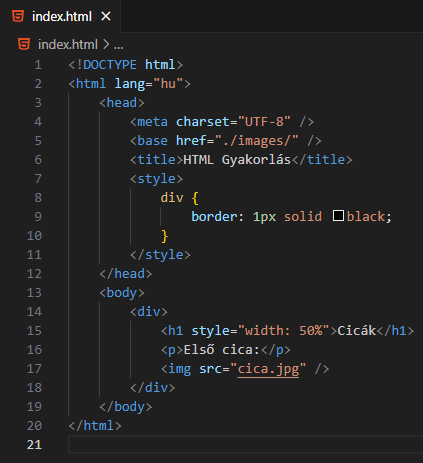 index.html ×
index.html > ...
1 <!DOCTYPE html>
2 <html lang="hu">
3 <head>
4 <meta charset="UTF-8" />
5 <base href="./images/" />
6 <title>HTML Gyakorlás</title>
7 <style>
8 div {
9 border: 1px solid black;
10 }
11 </style>
12 </head>
13 <body>
14 <div>
15 <h1 style="width: 50%">Cicák</h1>
16 <p>Első cica:</p>
17 <img src="cica.jpg" />
18 </div>
19 </body>
20 </html>
21